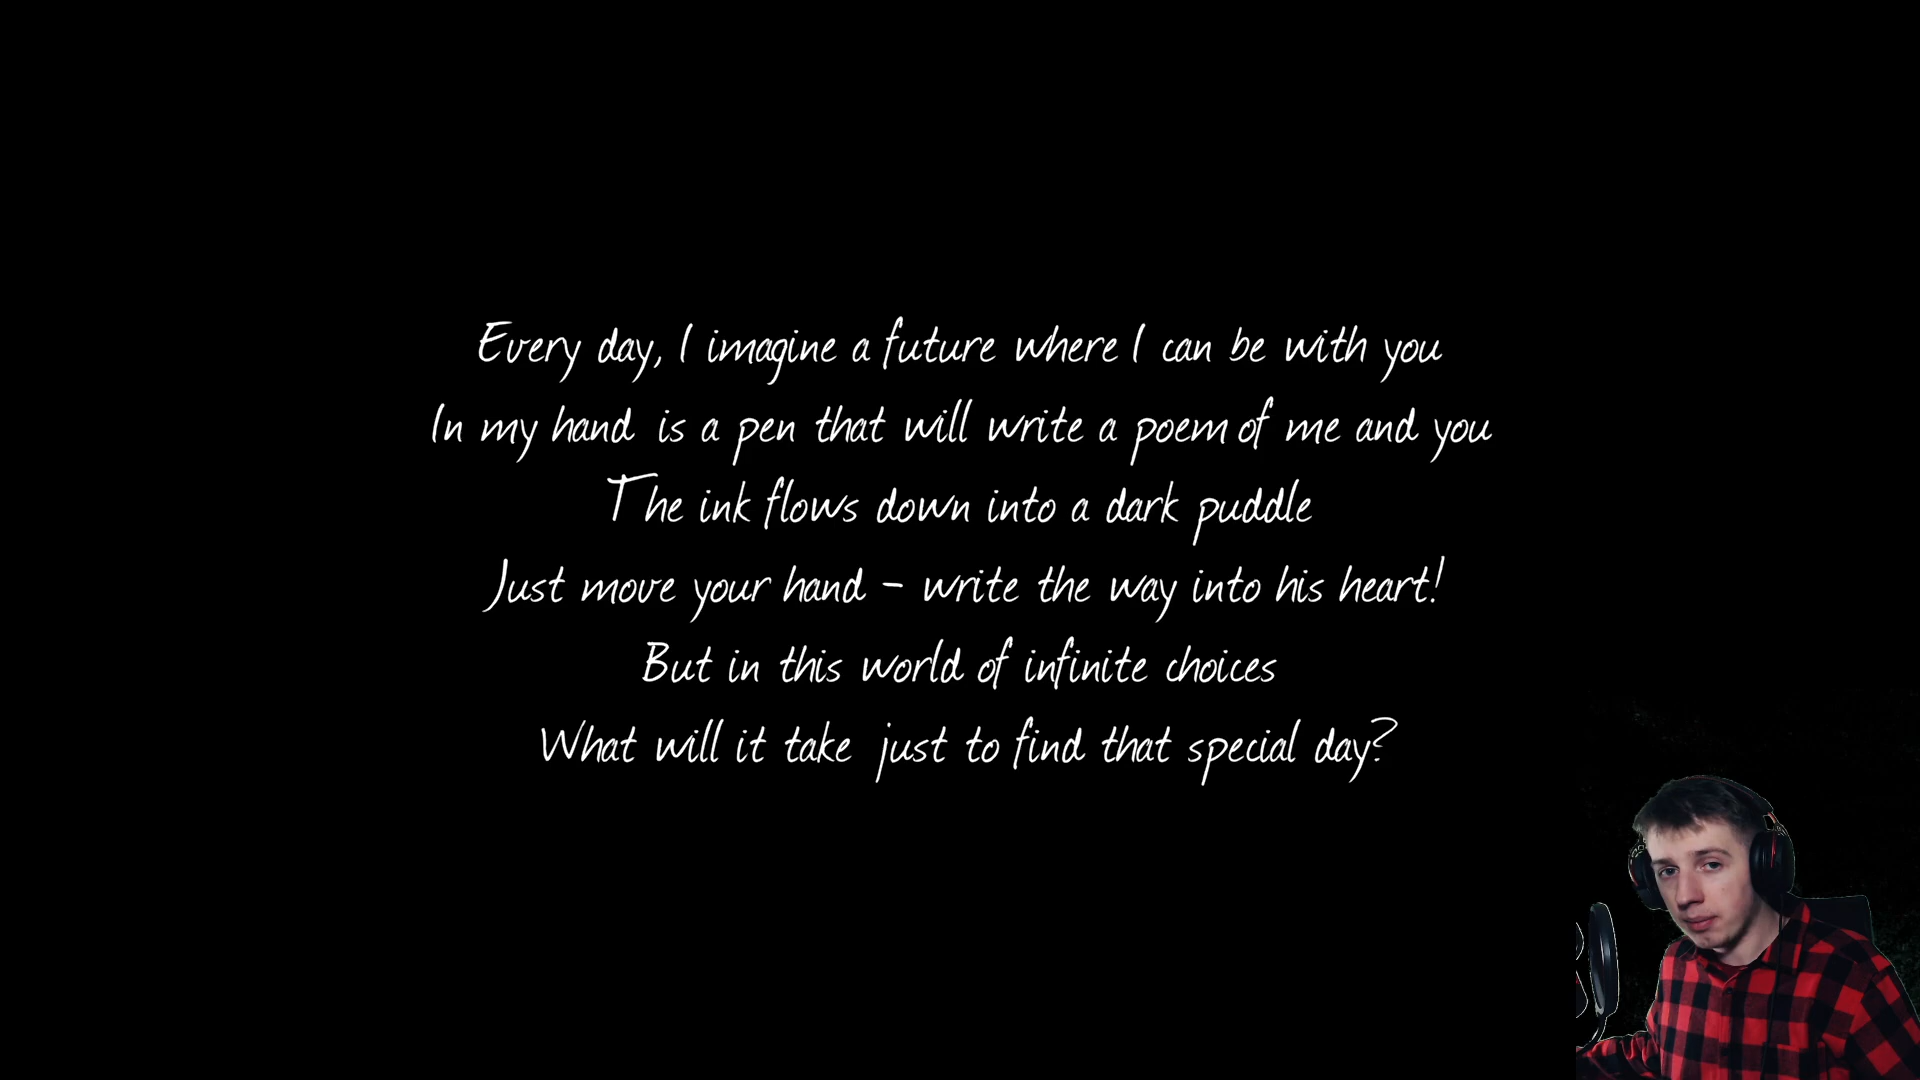 Every day, I imagine a future where I can be with you
In my hand is a pen that will write a poem of me and you
The ink flows down into a dark puddle
Just move your hand - write the way into his heart!
But in this world of infinite choices
What will it take just to find that special day?